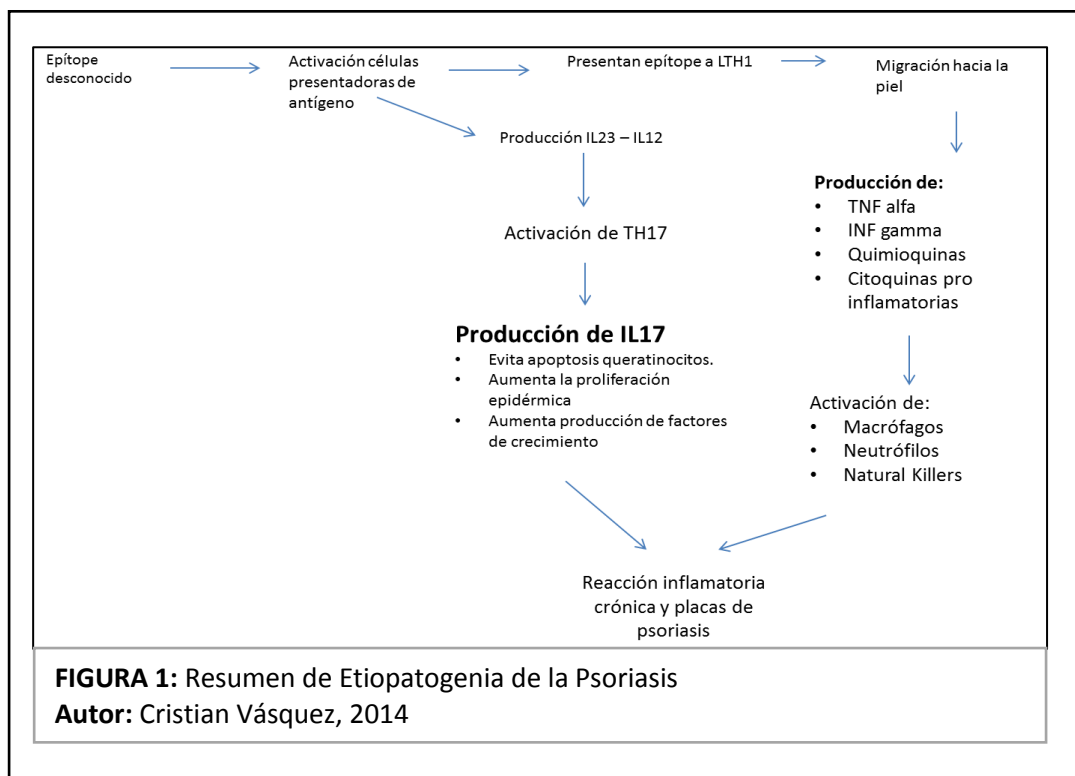 Epítope
desconocido
Activación células
presentadoras de
antígeno
Presentan epítope a LTH1
Migración hacia la
piel
Producción IL23 – IL12
Activación de TH17
Producción de IL17
• Evita apoptosis queratinocitos.
• Aumenta la proliferación
epidérmica
• Aumenta producción de factores
de crecimiento
Producción de:
• TNF alfa
• INF gamma
• Quimioquinas
• Citoquinas pro
inflamatorias
Activación de:
• Macrófagos
• Neutrófilos
• Natural Killers
Reacción inflamatoria
crónica y placas de
psoriasis
FIGURA 1: Resumen de Etiopatogenia de la Psoriasis
Autor: Cristian Vásquez, 2014